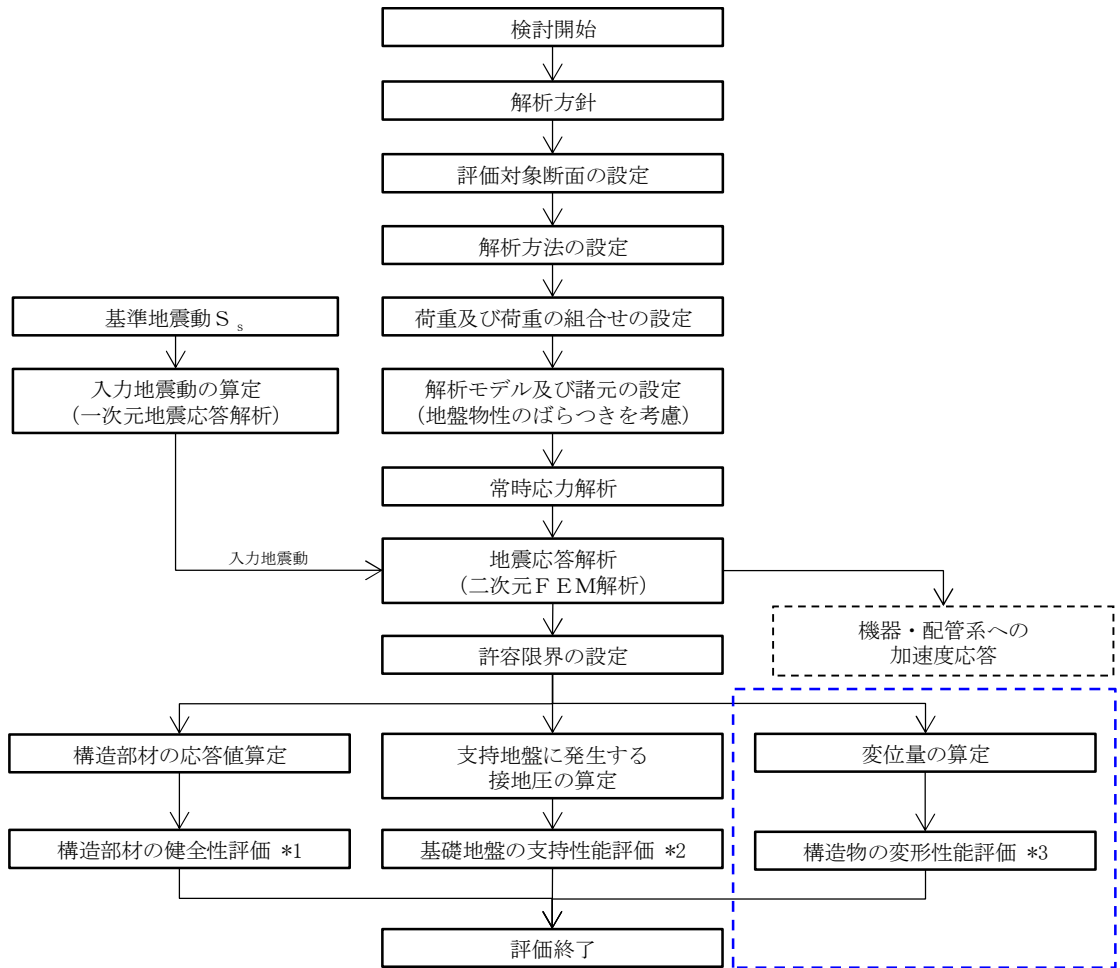 検討開始
解析方針
評価対象断面の設定
解析方法の設定
基準地震動Ｓｓ
荷重及び荷重の組合せの設定
入力地震動の算定
（一次元地震応答解析）
解析モデル及び諸元の設定
（地盤物性のばらつきを考慮）
常時応力解析
入力地震動
地震応答解析
（二次元ＦＥＭ解析）
機器・配管系への
加速度応答
許容限界の設定
構造部材の応答値算定
支持地盤に発生する
接地圧の算定
変位量の算定
構造部材の健全性評価 *1
基礎地盤の支持性能評価 *2
構造物の変形性能評価 *3
評価終了